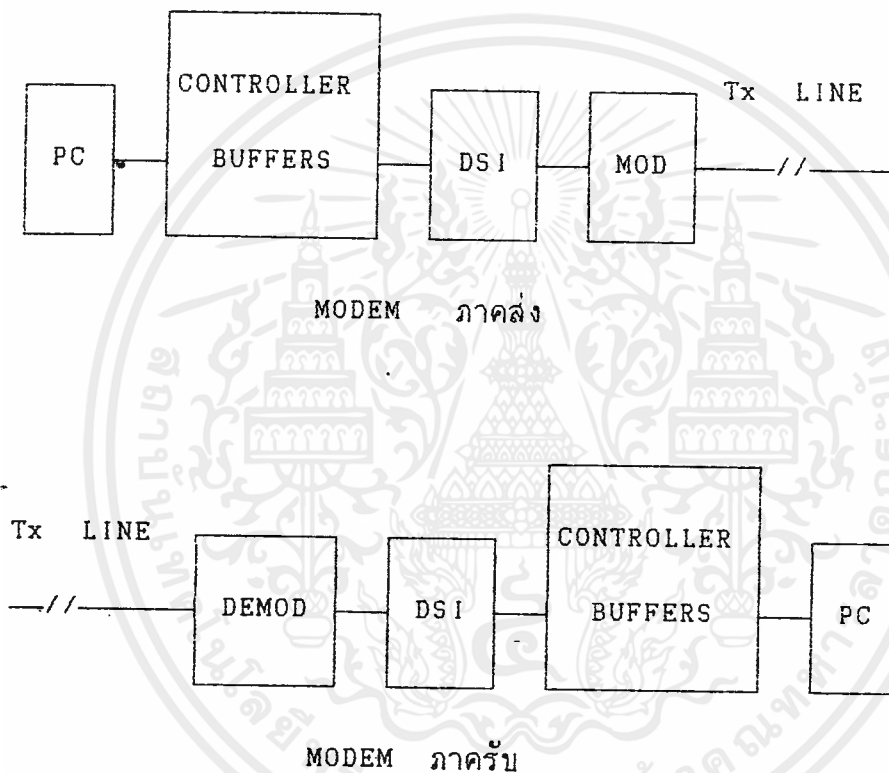 CONTROLLER
Tx LINE
PC BUFFERS DSI MOD
MODEM ภาคส่ง
Tx LINE
CONTROLLER
DEMOD DSI BUFFERS PC
MODEM ภาครับ